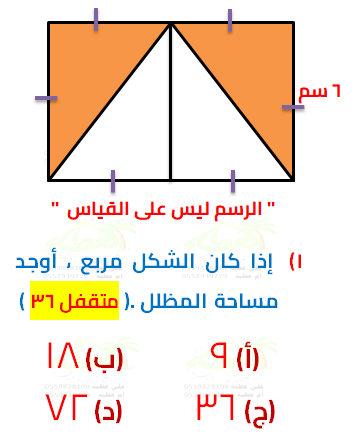 ٦ سم
" الرسم ليس على القياس "
١) إذا كان الشكل مربع ، أوجد
مساحة المظلل .( متقفل ٣٦ )
(أ) ٩ (ب) ١٨
(ج) ٣٦ (د) ٧٢